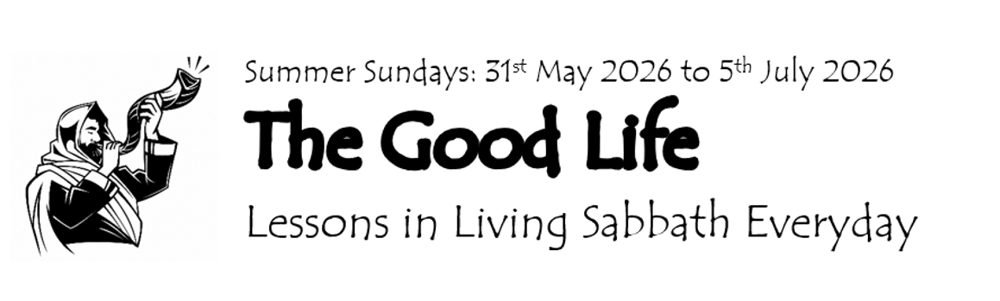 Summer Sundays: 31st May 2026 to 5th July 2026
The Good Life
Lessons in Living Sabbath Everyday